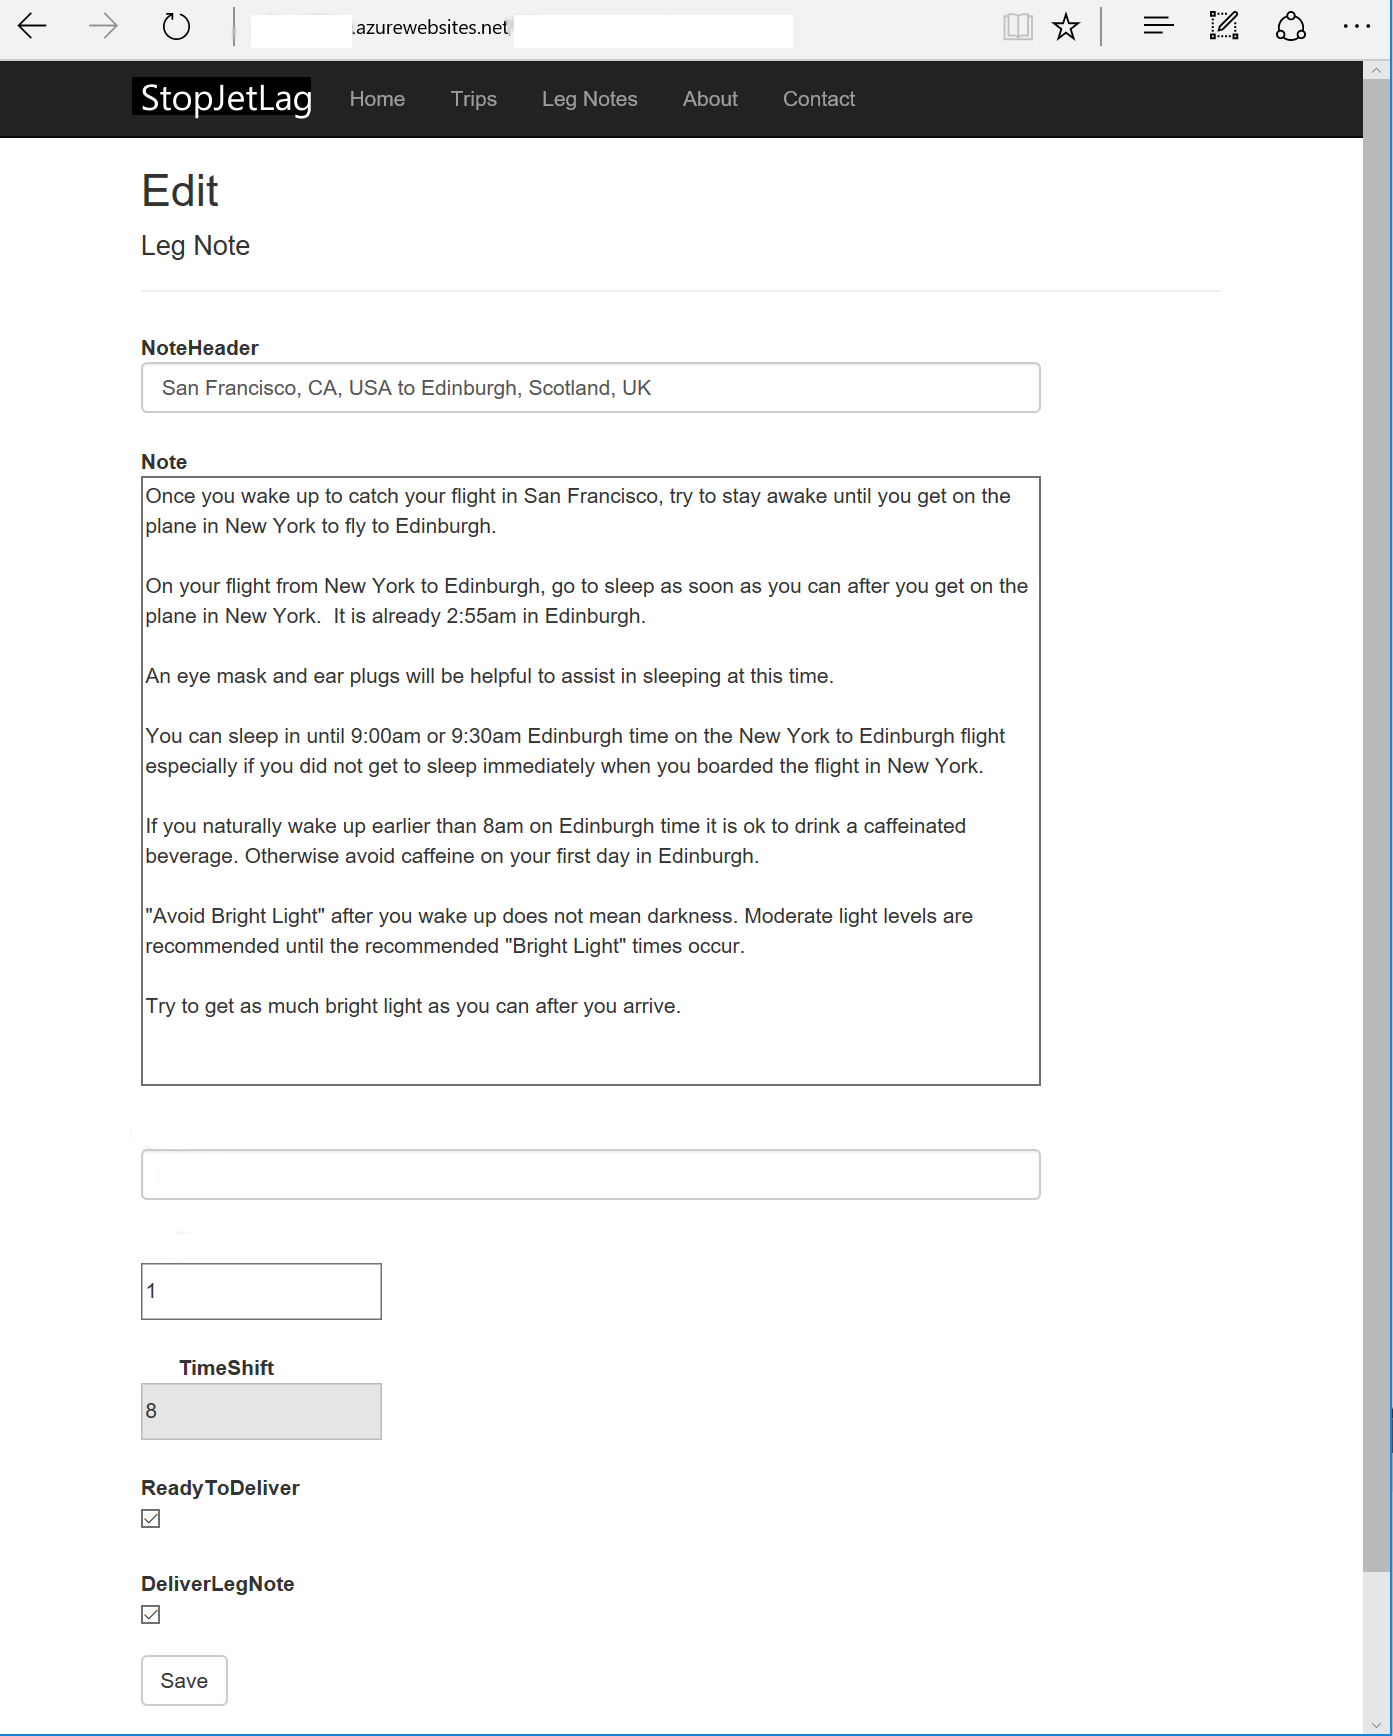 .azurewebsites.net
StopJetLag Home Trips Leg Notes About Contact
Edit
Leg Note
NoteHeader
San Francisco, CA, USA to Edinburgh, Scotland, UK
Note
Once you wake up to catch your flight in San Francisco, try to stay awake until you get on the
plane in New York to fly to Edinburgh.
On your flight from New York to Edinburgh, go to sleep as soon as you can after you get on the
plane in New York.  It is already 2:55am in Edinburgh.
An eye mask and ear plugs will be helpful to assist in sleeping at this time.
You can sleep in until 9:00am or 9:30am Edinburgh time on the New York to Edinburgh flight
especially if you did not get to sleep immediately when you boarded the flight in New York.
If you naturally wake up earlier than 8am on Edinburgh time it is ok to drink a caffeinated
beverage. Otherwise avoid caffeine on your first day in Edinburgh.
"Avoid Bright Light" after you wake up does not mean darkness. Moderate light levels are
recommended until the recommended "Bright Light" times occur.
Try to get as much bright light as you can after you arrive.
1
TimeShift
8
ReadyToDeliver
DeliverLegNote
Save